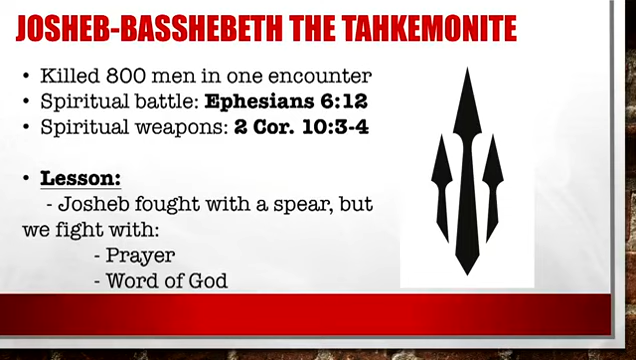 JOSHEB-BASSHEBETH THE TAHKEMONITE
• Killed 800 men in one encounter
• Spiritual battle: Ephesians 6:12
• Spiritual weapons: 2 Cor. 10:3-4
• Lesson:
- Josheb fought with a spear, but
we fight with:
- Prayer
- Word of God